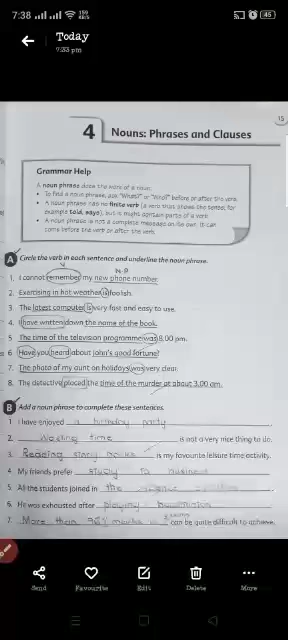 7:38
45
Today
7:33 pm
15
4 Nouns: Phrases and Clauses
Grammar Help
A noun phrase does the work of a noun.
• To find a noun phrase, ask "What?" or "Who?" before or after the verb.
• A noun phrase has no finite verb (a verb that shows the tense, for
example told, says), but it might contain parts of a verb.
• A noun phrase is not a complete message on its own. It can
come before the verb or after the verb.
A Circle the verb in each sentence and underline the noun phrase.
V N.P
1. I cannot remember my new phone number.
2. Exercising in hot weather is foolish.
3. The latest computer is very fast and easy to use.
4. I have written down the name of the book.
5. The time of the television programme was 8.00 pm.
6. Have you heard about John's good fortune?
7. The photo of my aunt on holidays was very clear.
8. The detective placed the time of the murder at about 3.00 am.
B Add a noun phrase to complete these sentences.
1. I have enjoyed a birthday party
2. Wasting time is not a very nice thing to do.
3. Reading story books is my favourite leisure time activity.
4. My friends prefer study to business
5. All the students joined in the science
6. He was exhausted after playing badminton
7. More than 95% marks in can be quite difficult to achieve.
Send Favorite Edit Delete More